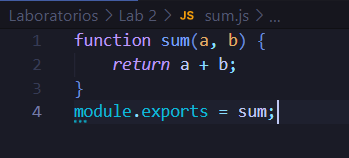 Laboratorios > Lab 2 > JS sum.js > ...
1 function sum(a, b) {
2     return a + b;
3 }
4 module.exports = sum;